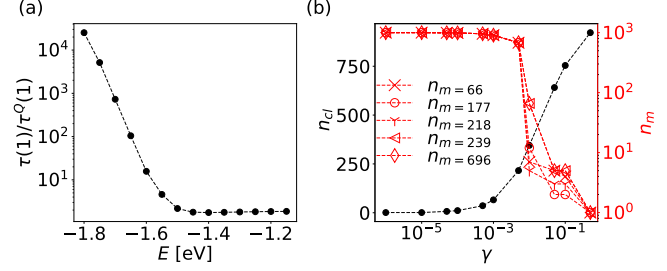 (a)
τ(1)/τ^Q(1)
10^4
10^3
10^2
10^1
−1.8 −1.6 −1.4 −1.2
E [eV]
(b)
n_cl
750
500
250
0
n_m=66
n_m=177
n_m=218
n_m=239
n_m=696
10^−5 10^−3 10^−1
γ
10^3
10^2
10^1
10^0
n_m